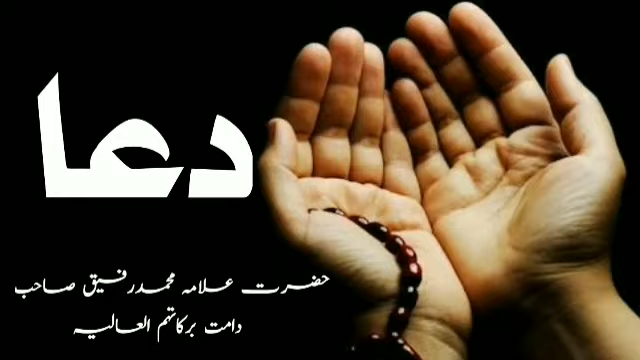 دعا
حضرت علامہ محمد رفیق صاحب
دامت برکاتہم العالیہ